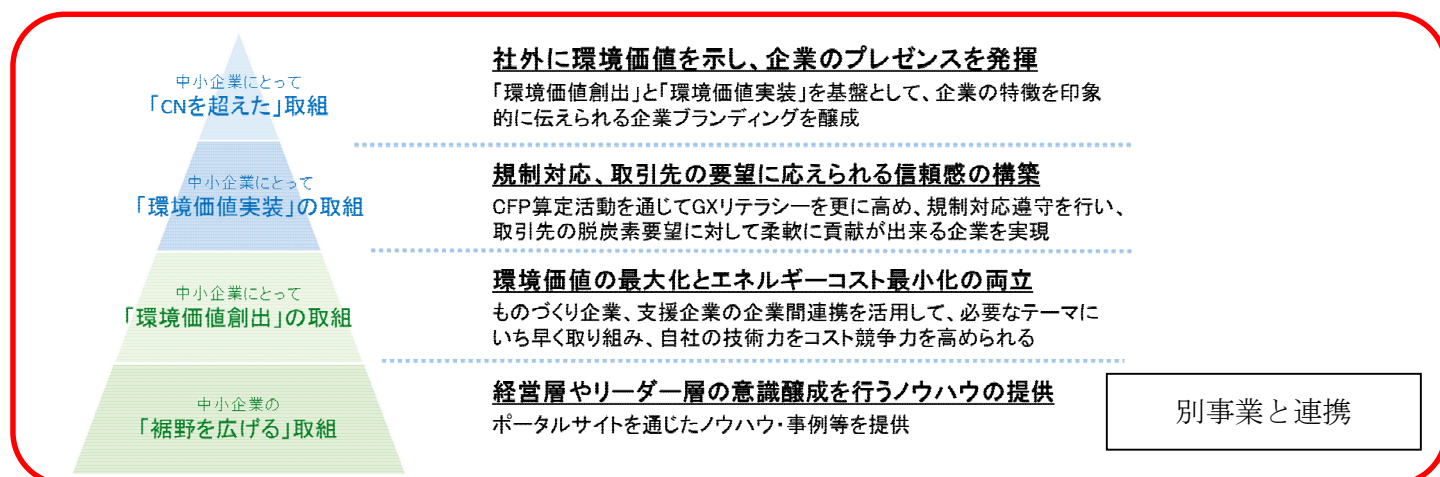 中小企業にとって
「CNを超えた」取組
社外に環境価値を示し、企業のプレゼンスを発揮
「環境価値創出」と「環境価値実装」を基盤として、企業の特徴を印象
的に伝えられる企業ブランディングを醸成
中小企業にとって
「環境価値実装」の取組
規制対応、取引先の要望に応えられる信頼感の構築
CFP算定活動を通じてGXリテラシーを更に高め、規制対応遵守を行い、
取引先の脱炭素要望に対して柔軟に貢献が出来る企業を実現
中小企業にとって
「環境価値創出」の取組
環境価値の最大化とエネルギーコスト最小化の両立
ものづくり企業、支援企業の企業間連携を活用して、必要なテーマに
いち早く取り組み、自社の技術力をコスト競争力を高められる
中小企業の
「裾野を広げる」取組
経営層やリーダー層の意識醸成を行うノウハウの提供
ポータルサイトを通じたノウハウ・事例等を提供
別事業と連携